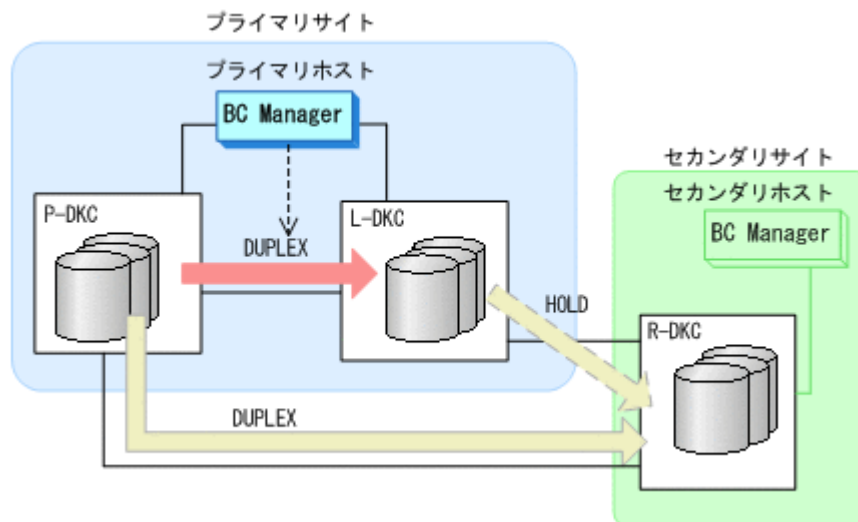 プライマリサイト
プライマリホスト
BC Manager
セカンダリサイト
セカンダリホスト
BC Manager
P-DKC
L-DKC
DUPLEX
HOLD
R-DKC
DUPLEX